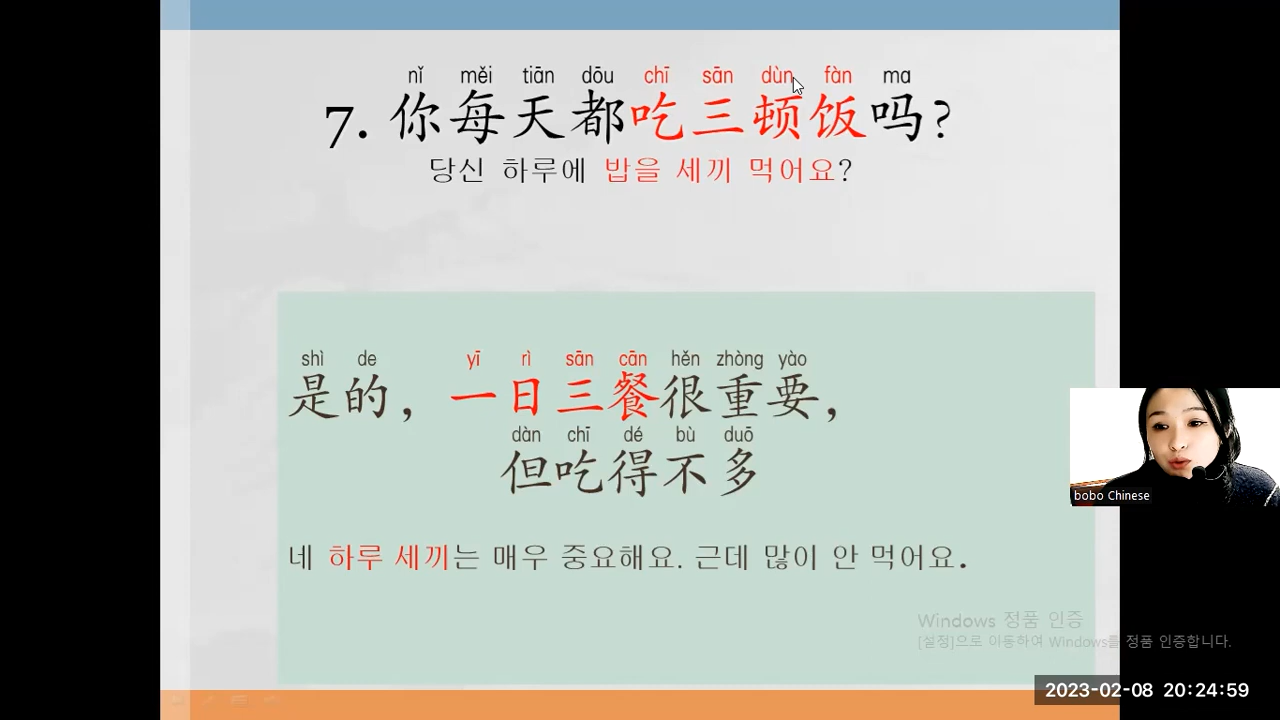 nǐ měi tiān dōu chī sān dùn fàn ma
7. 你每天都吃三顿饭吗?
당신 하루에 밥을 세끼 먹어요?
shì de yī rì sān cān hěn zhòng yào
是的，一日三餐很重要，
dàn chī dé bù duō
但吃得不多
네 하루 세끼는 매우 중요해요. 근데 많이 안 먹어요.
bobo Chinese
Windows 정품 인증
[설정]으로 이동하여 Windows를 정품 인증합니다.
2023-02-08 20:24:59